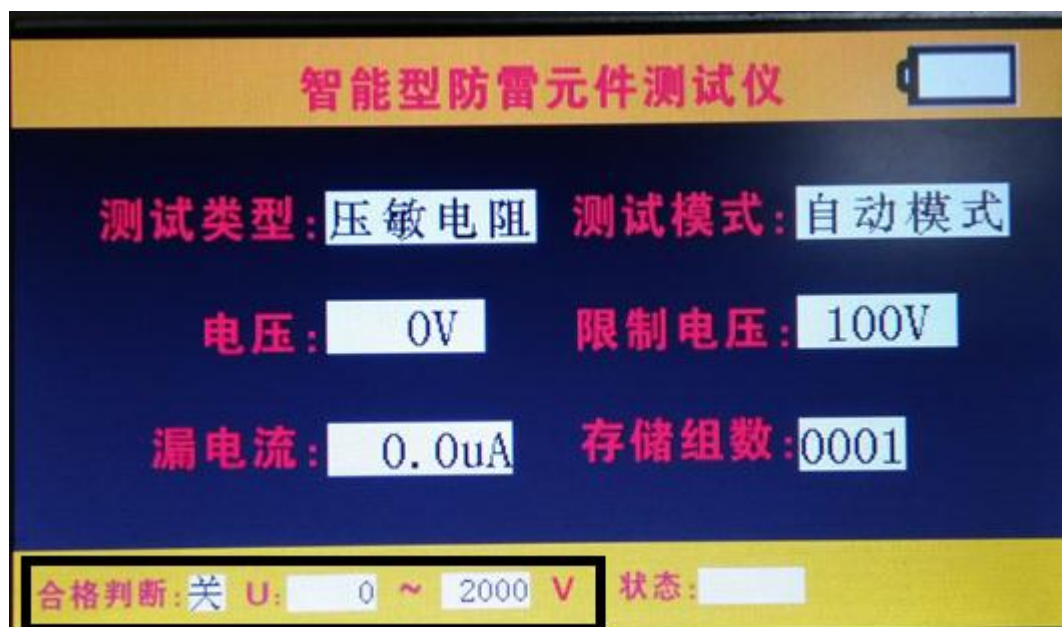 智能型防雷元件测试仪
测试类型:压敏电阻 测试模式:自动模式
电压: 0V 限制电压: 100V
漏电流: 0.0uA 存储组数:0001
合格判断:关 U: 0 ~ 2000 V 状态: